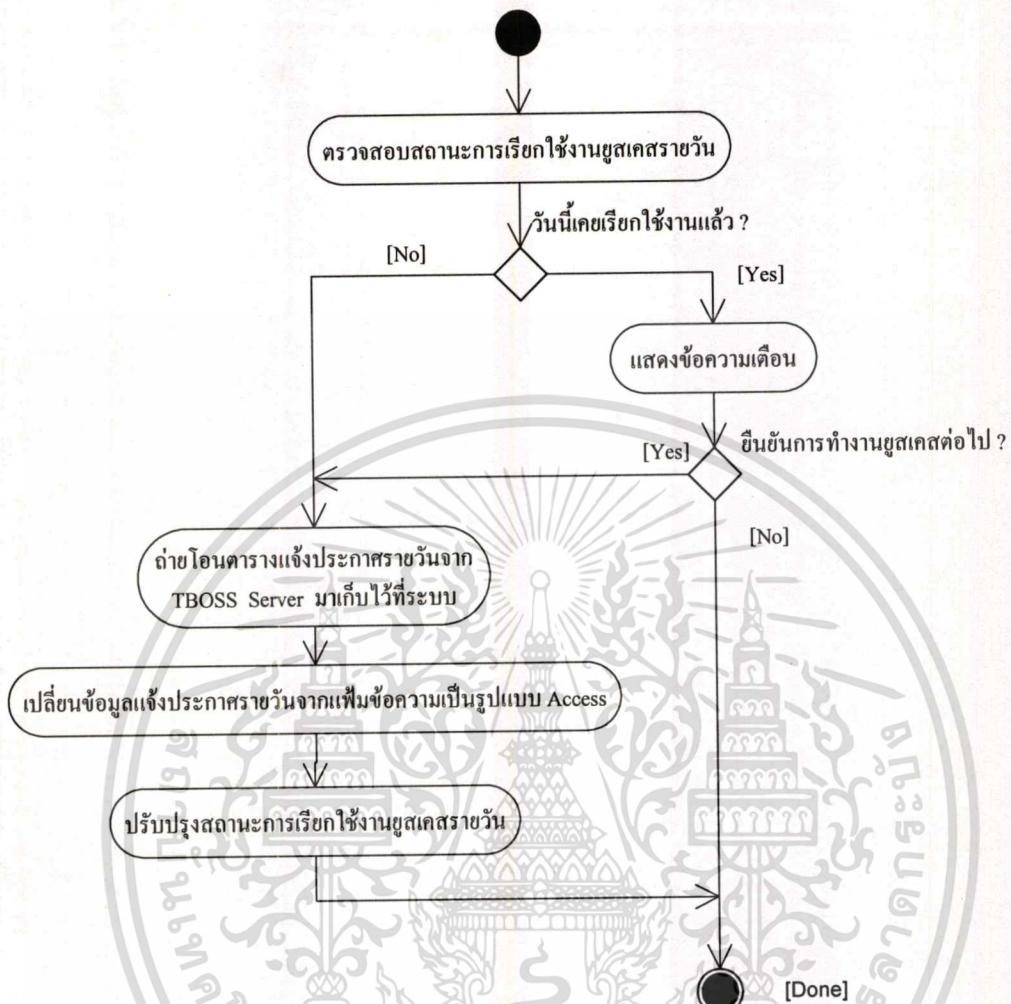 ตรวจสอบสถานะการเรียกใช้งานยูสเคสรายวัน
วันนี้เคยเรียกใช้งานแล้ว ?
[No]
[Yes]
แสดงข้อความเตือน
[Yes]
ยืนยันการทำงานยูสเคสต่อไป ?
[No]
ถ่ายโอนตารางแจ้งประกาศรายวันจาก
TBOSS Server มาเก็บไว้ที่ระบบ
เปลี่ยนข้อมูลแจ้งประกาศรายวันจากแฟ้มข้อความเป็นรูปแบบ Access
ปรับปรุงสถานะการเรียกใช้งานยูสเคสรายวัน
[Done]